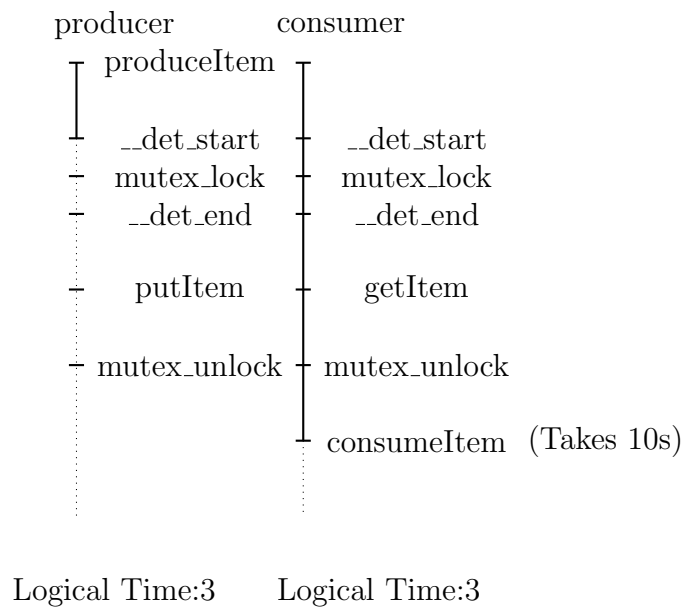 producer consumer
produceItem
__det_start __det_start
mutex_lock mutex_lock
__det_end __det_end
putItem getItem
mutex_unlock mutex_unlock
consumeItem (Takes 10s)
Logical Time:3 Logical Time:3